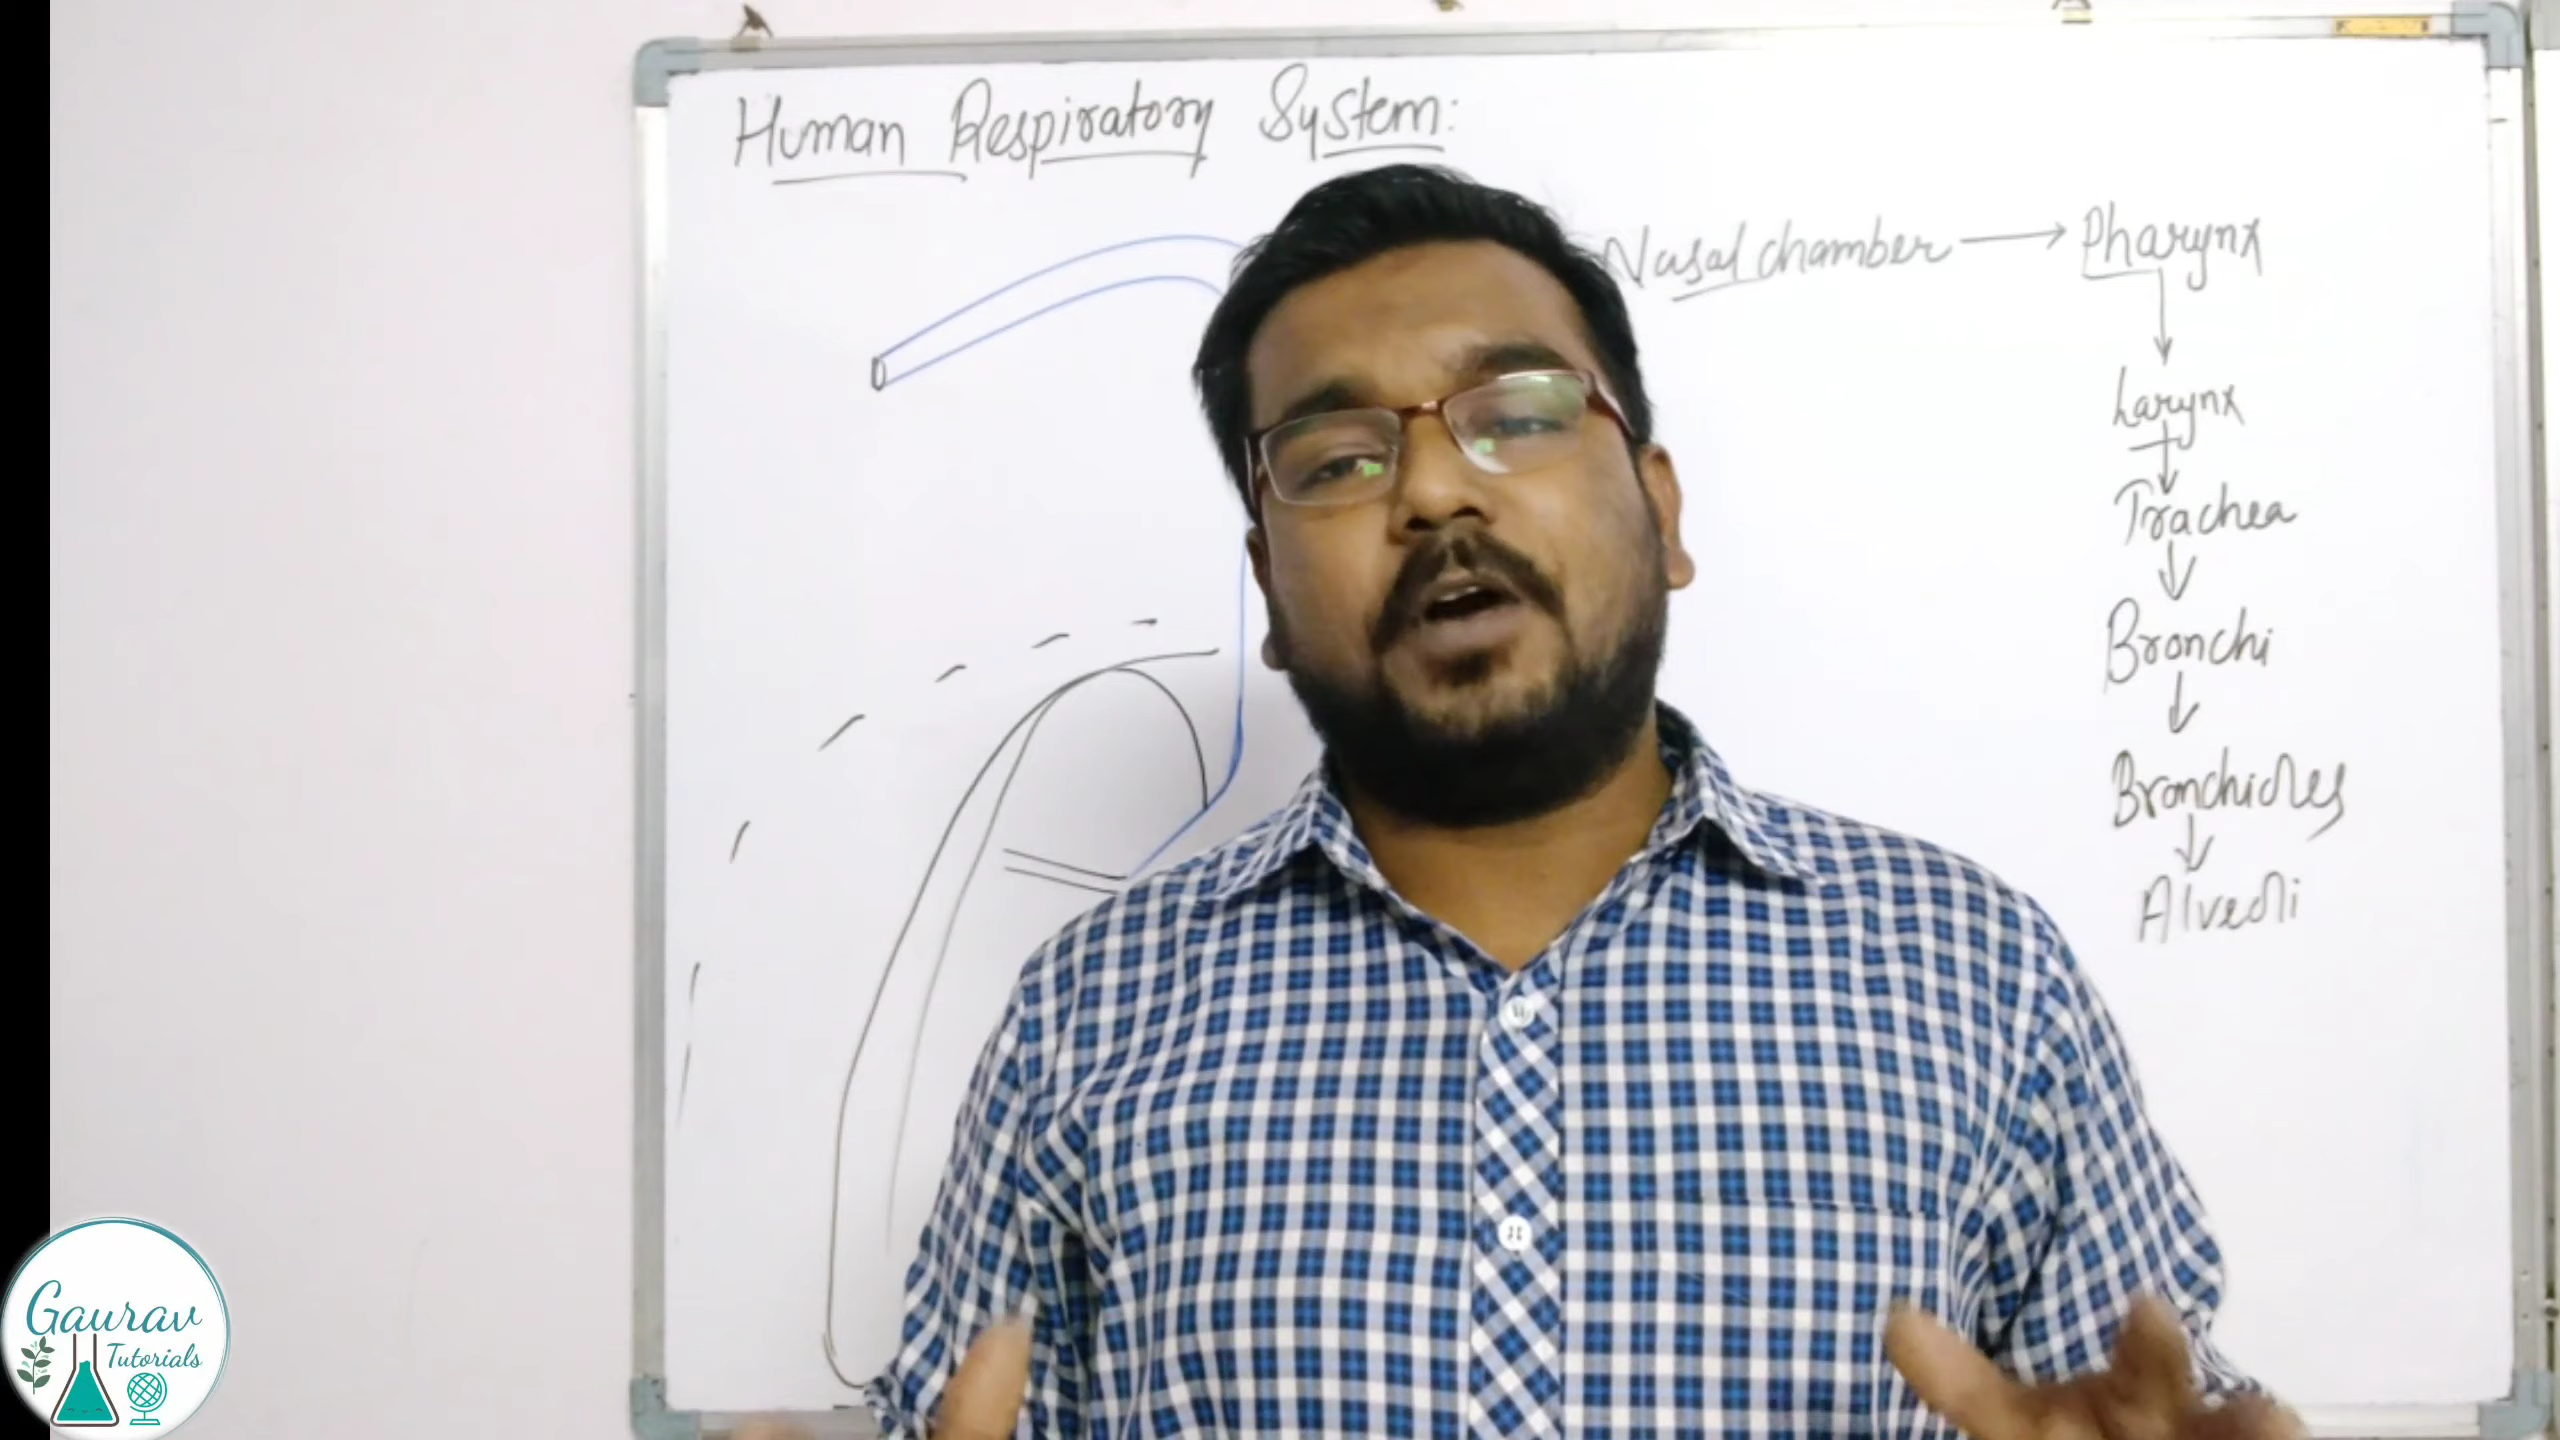 Human Respiratory System:
Nasal chamber → Pharynx
↓
Larynx
↓
Trachea
↓
Bronchi
↓
Bronchioles
↓
Alveoli
Gaurav
Tutorials